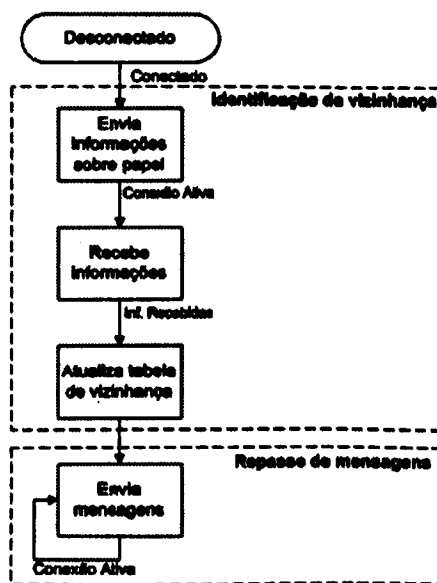 Desconectado
Conectado
Identificação de vizinhança
Envia
informações
sobre papel
Conexão Ativa
Recebe
informações
Inf. Recebidas
Atualiza tabela
de vizinhança
Repasse de mensagens
Envia
mensagens
Conexão Ativa